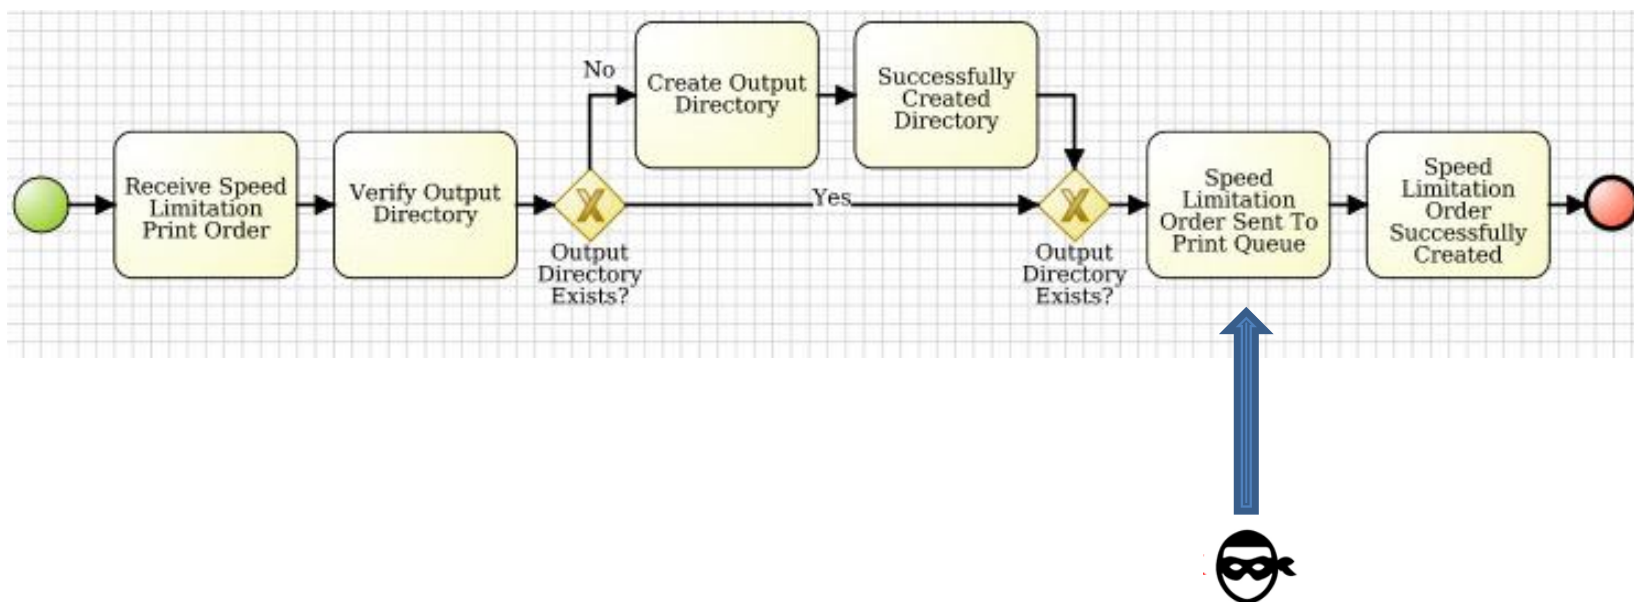 Receive Speed
Limitation
Print Order
Verify Output
Directory
Output
Directory
Exists?
No
Create Output
Directory
Successfully
Created
Directory
Yes
Output
Directory
Exists?
Speed
Limitation
Order Sent To
Print Queue
Speed
Limitation
Order
Successfully
Created